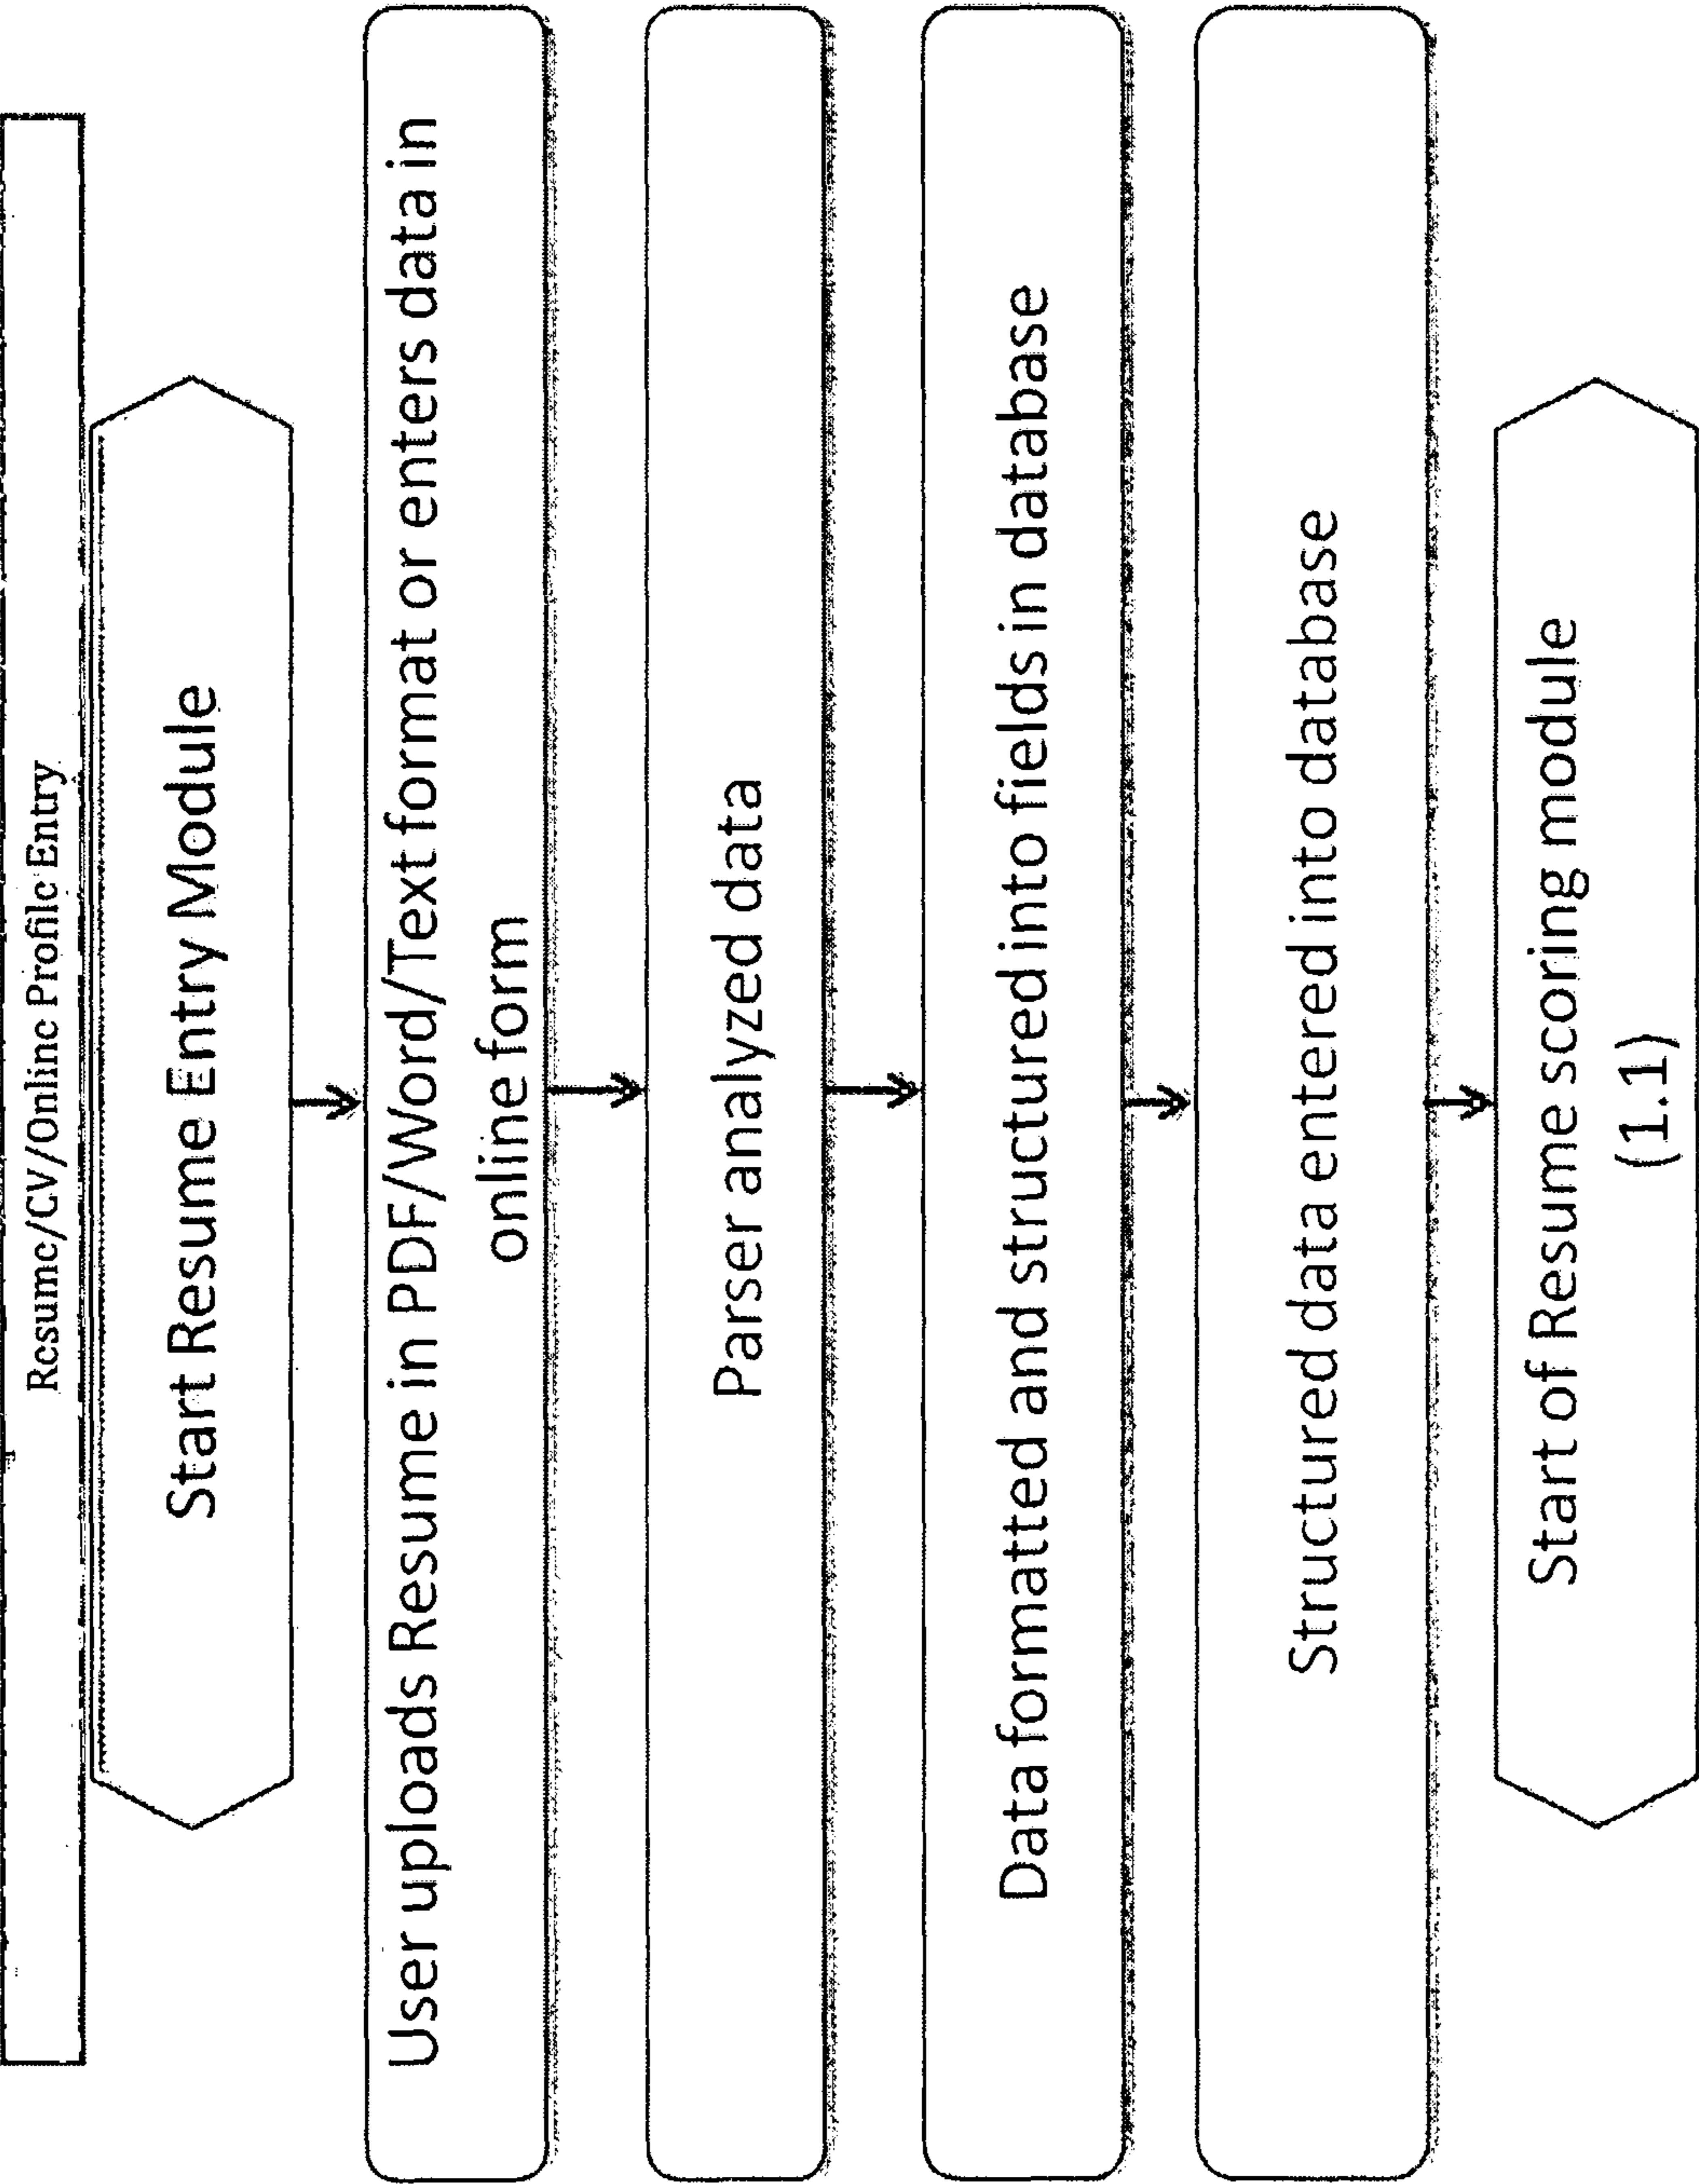 Resume/CV/Online Profile Entry
Start Resume Entry Module
User uploads Resume in PDF/Word/Text format or enters data in
online form
Parser analyzed data
Data formatted and structured into fields in database
Structured data entered into database
Start of Resume scoring module
(1.1)